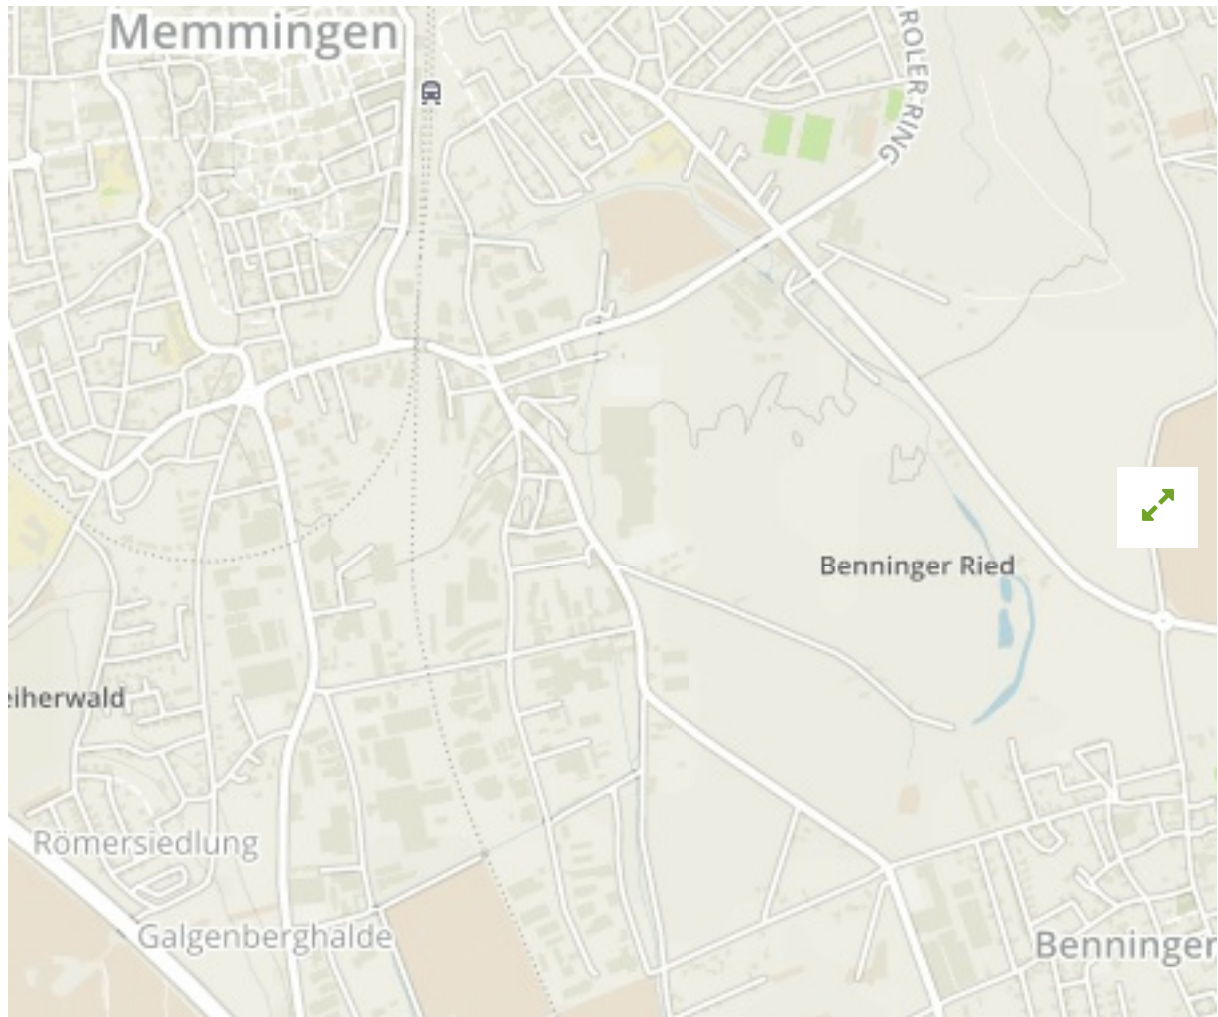 Memmingen
ROLER-RING
Benninger Ried
eiherwald
Römersiedlung
Galgenberghalde
Benninger